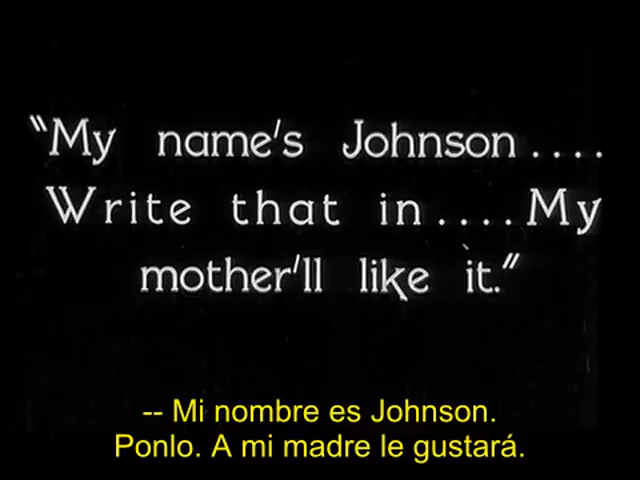 "My name's Johnson....
Write that in....My
mother'll like it."
-- Mi nombre es Johnson.
Ponlo. A mi madre le gustará.